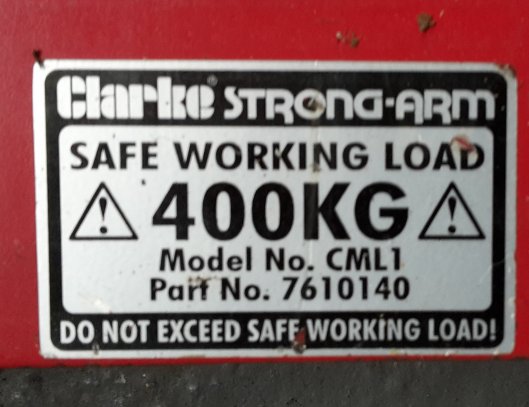 Clarke® STRONG-ARM
SAFE WORKING LOAD
400KG
Model No. CML1
Part No. 7610140
DO NOT EXCEED SAFE WORKING LOAD!